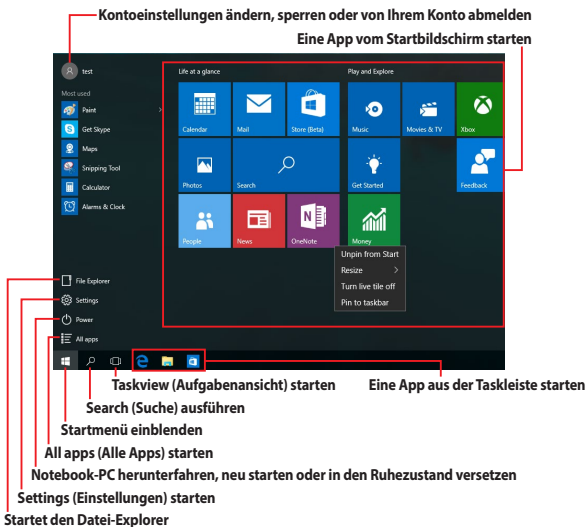 Kontoeinstellungen ändern, sperren oder von Ihrem Konto abmelden
Eine App vom Startbildschirm starten
test
Life at a glance
Play and Explore
Most used
Paint
Get Skype
Maps
Snipping Tool
Calculator
Alarms & Clock
Calendar
Mail
Store (Beta)
Music
Movies & TV
Xbox
Photos
Search
Get Started
Feedback
People
News
OneNote
Money
Unpin from Start
Resize
Turn live tile off
Pin to taskbar
File Explorer
Settings
Power
All apps
Taskview (Aufgabenansicht) starten
Eine App aus der Taskleiste starten
Search (Suche) ausführen
Startmenü einblenden
All apps (Alle Apps) starten
Notebook-PC herunterfahren, neu starten oder in den Ruhezustand versetzen
Settings (Einstellungen) starten
Startet den Datei-Explorer